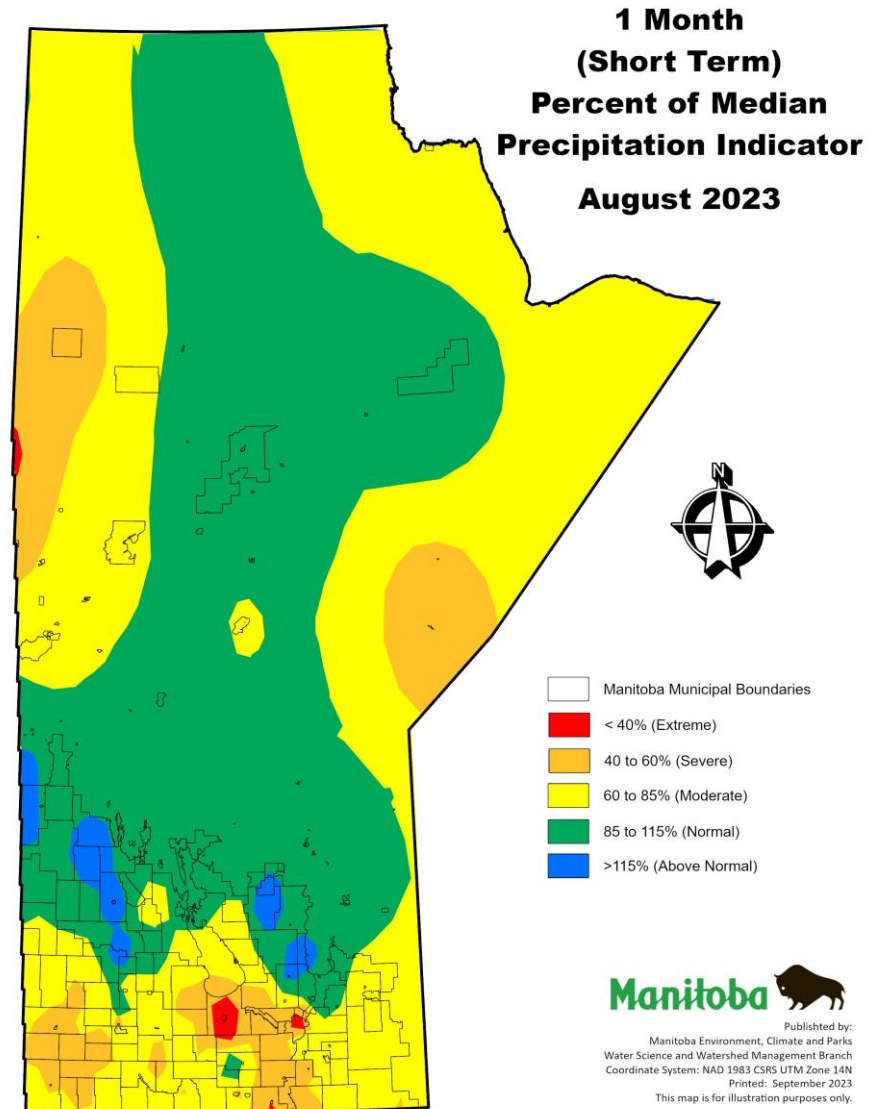 1 Month
(Short Term)
Percent of Median
Precipitation Indicator
August 2023
N
Manitoba Municipal Boundaries
< 40% (Extreme)
40 to 60% (Severe)
60 to 85% (Moderate)
85 to 115% (Normal)
>115% (Above Normal)
Manitoba
Published by:
Manitoba Environment, Climate and Parks
Water Science and Watershed Management Branch
Coordinate System: NAD 1983 CSRS UTM Zone 14N
Printed: September 2023
This map is for illustration purposes only.